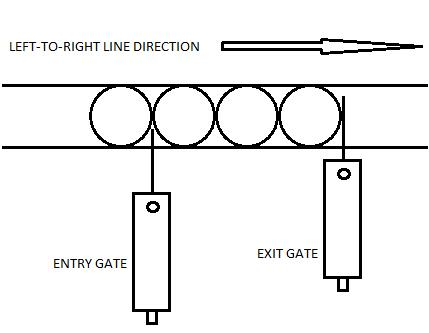 LEFT-TO-RIGHT LINE DIRECTION
EXIT GATE
ENTRY GATE